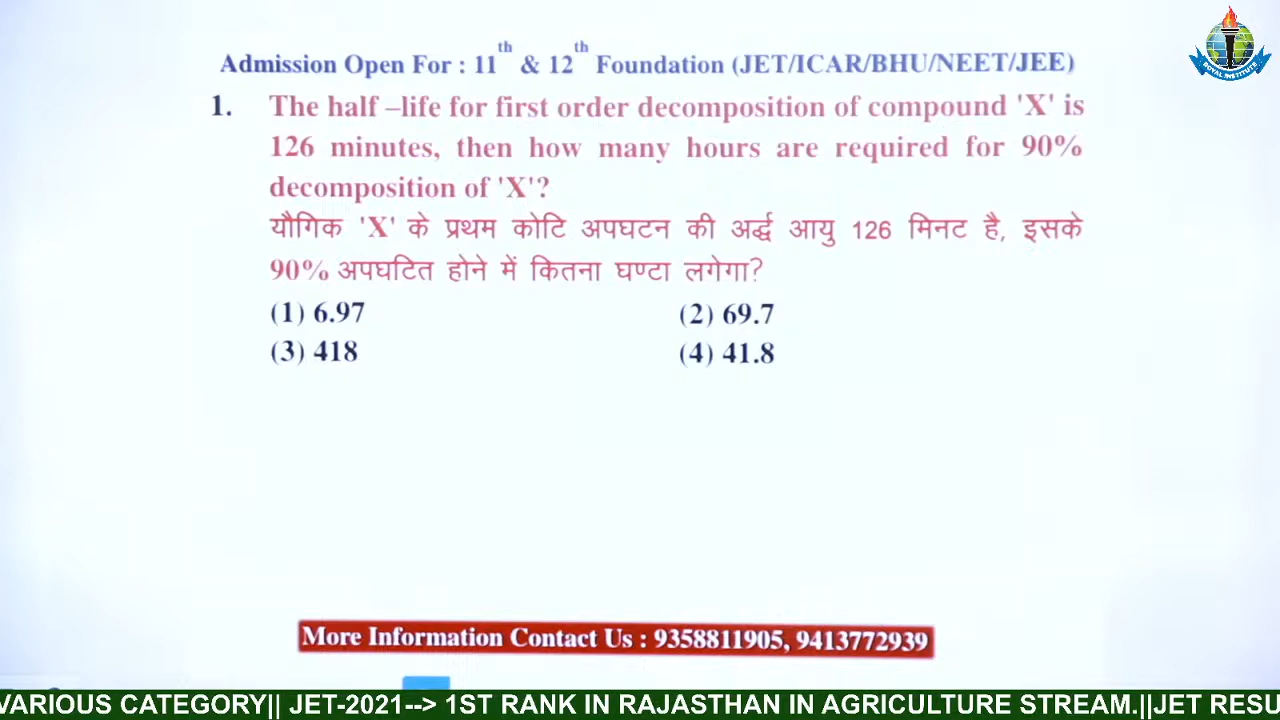 Admission Open For : 11th & 12th Foundation (JET/ICAR/BHU/NEET/JEE)
1. The half –life for first order decomposition of compound 'X' is
126 minutes, then how many hours are required for 90%
decomposition of 'X'?
यौगिक 'X' के प्रथम कोटि अपघटन की अर्द्ध आयु 126 मिनट है, इसके
90% अपघटित होने में कितना घण्टा लगेगा?
(1) 6.97 (2) 69.7
(3) 418 (4) 41.8
More Information Contact Us : 9358811905, 9413772939
VARIOUS CATEGORY|| JET-2021--> 1ST RANK IN RAJASTHAN IN AGRICULTURE STREAM.||JET RESU